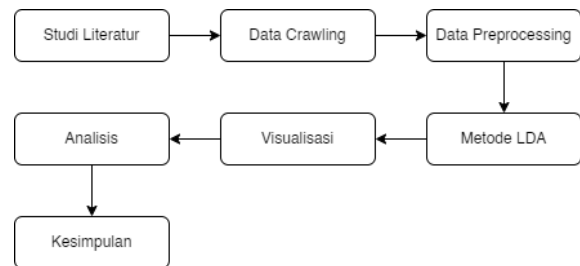 Studi Literatur
Data Crawling
Data Preprocessing
Metode LDA
Visualisasi
Analisis
Kesimpulan